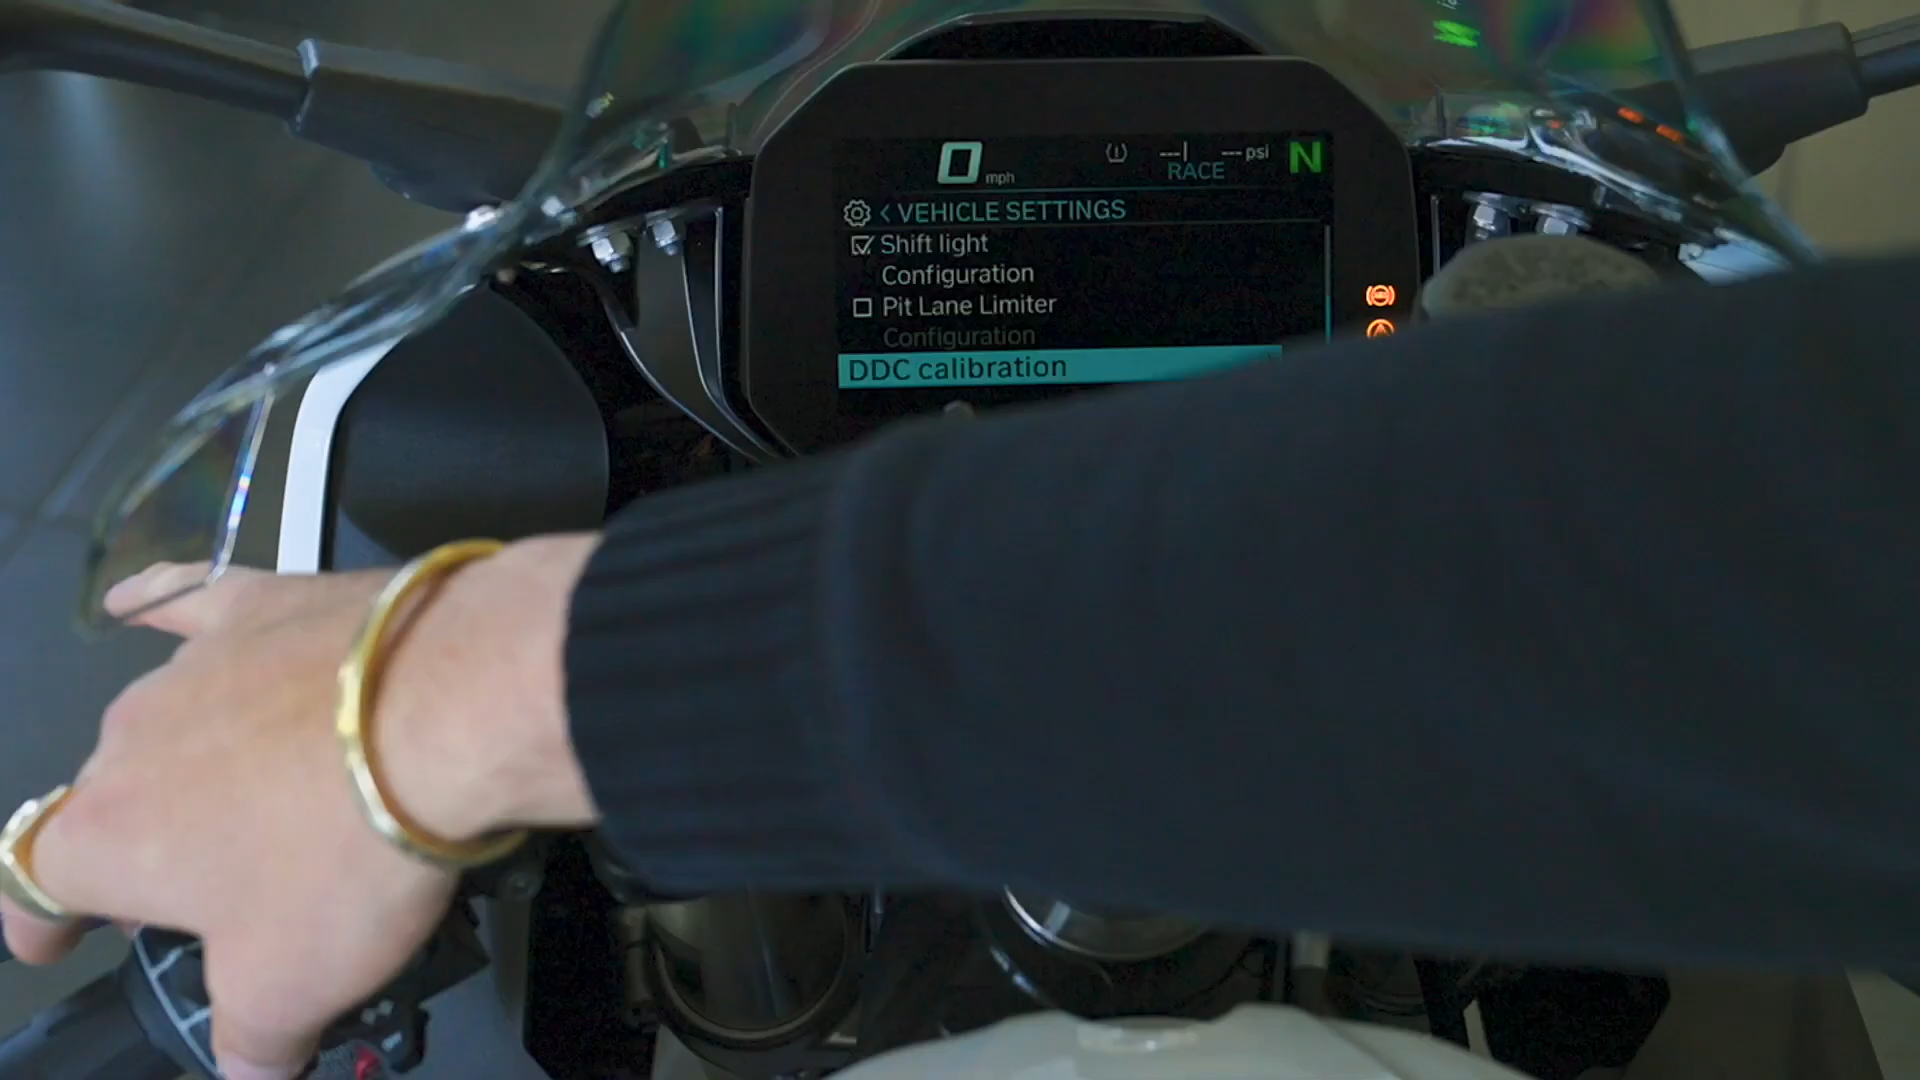 0 mph
--- | --- psi
RACE
N
< VEHICLE SETTINGS
Shift light
Configuration
Pit Lane Limiter
Configuration
DDC calibration